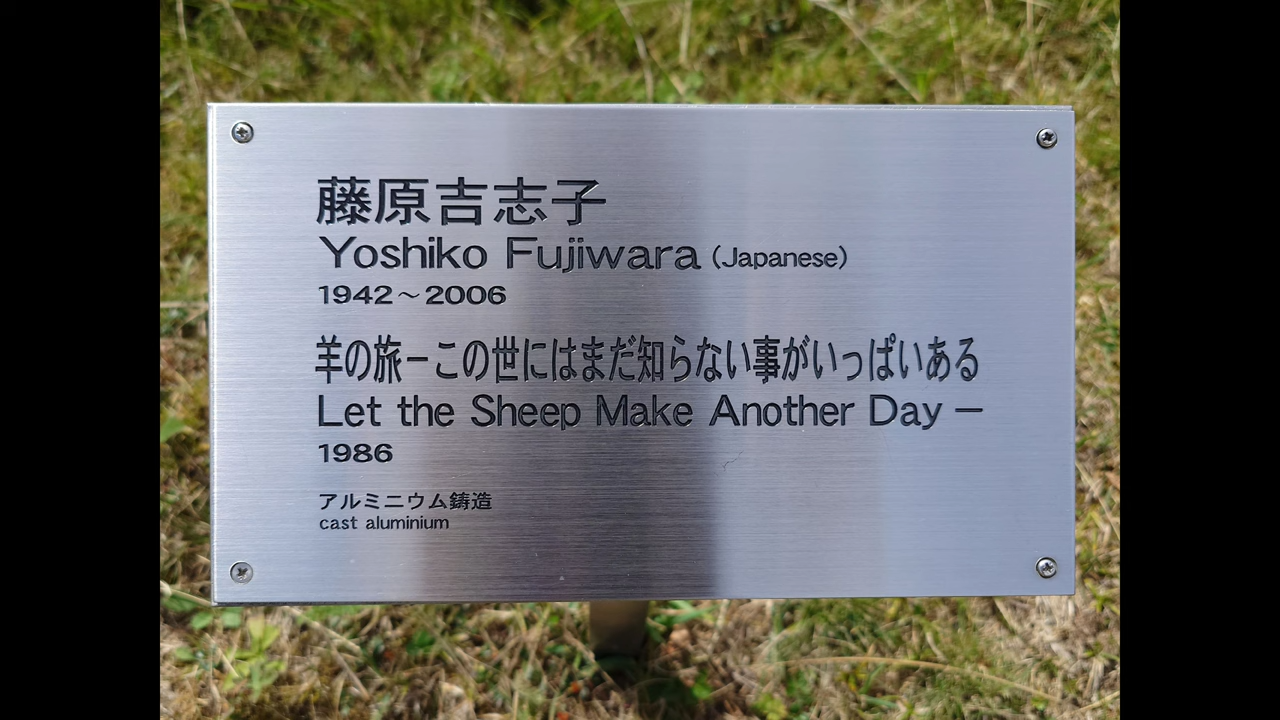 藤原吉志子
Yoshiko Fujiwara (Japanese)
1942～2006
羊の旅ーこの世にはまだ知らない事がいっぱいある
Let the Sheep Make Another Day ー
1986
アルミニウム鋳造
cast aluminium